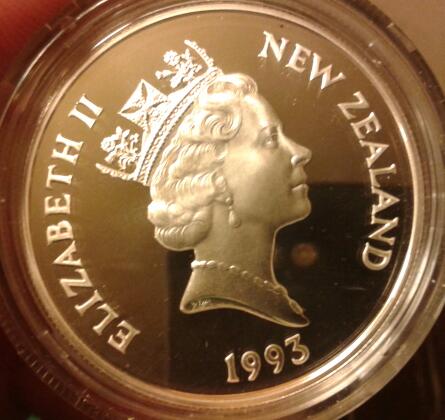 ELIZABETH II
NEW ZEALAND
1993